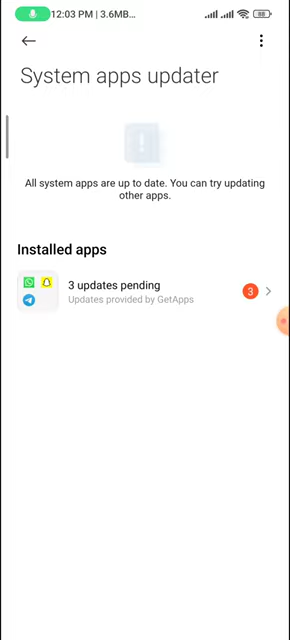 12:03 PM | 3.6MB...
88
System apps updater
All system apps are up to date. You can try updating
other apps.
Installed apps
3 updates pending
Updates provided by GetApps
3